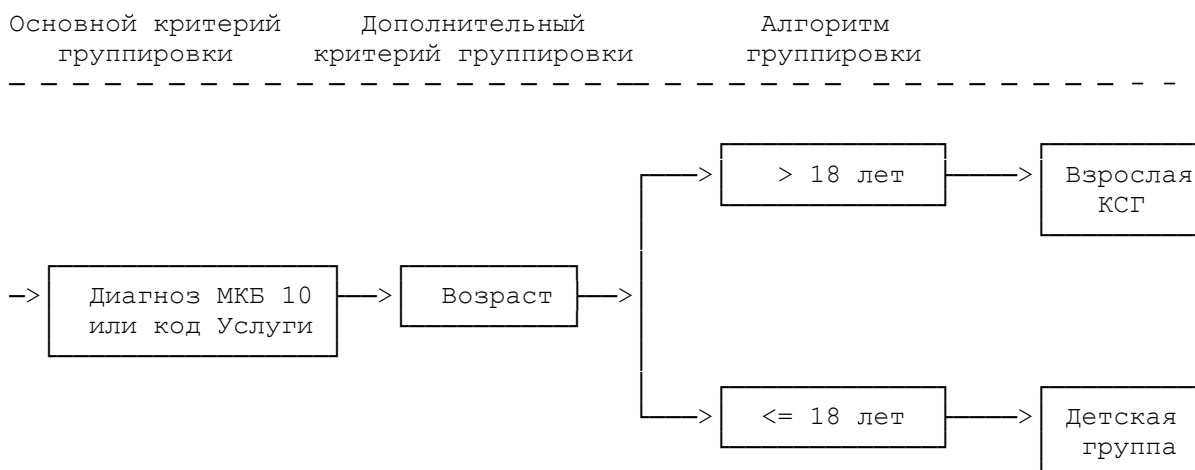 Основной критерий Дополнительный Алгоритм
группировки критерий группировки группировки
> 18 лет Взрослая
КСГ
Диагноз МКБ 10 Возраст
или код Услуги
<= 18 лет Детская
группа